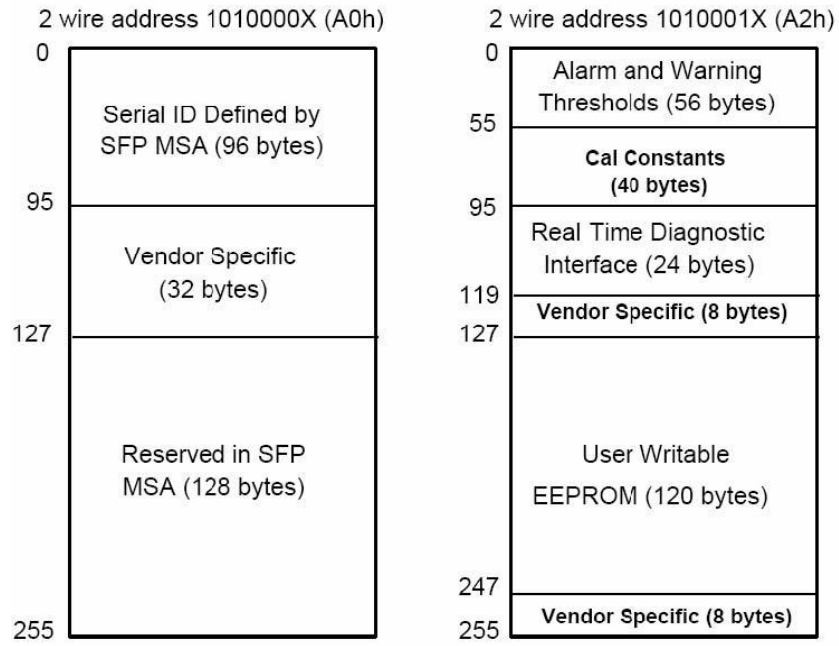 2 wire address 1010000X (A0h)
0
Serial ID Defined by
SFP MSA (96 bytes)
95
Vendor Specific
(32 bytes)
127
Reserved in SFP
MSA (128 bytes)
255
2 wire address 1010001X (A2h)
0
Alarm and Warning
Thresholds (56 bytes)
55
Cal Constants
(40 bytes)
95
Real Time Diagnostic
Interface (24 bytes)
119
Vendor Specific (8 bytes)
127
User Writable
EEPROM (120 bytes)
247
Vendor Specific (8 bytes)
255